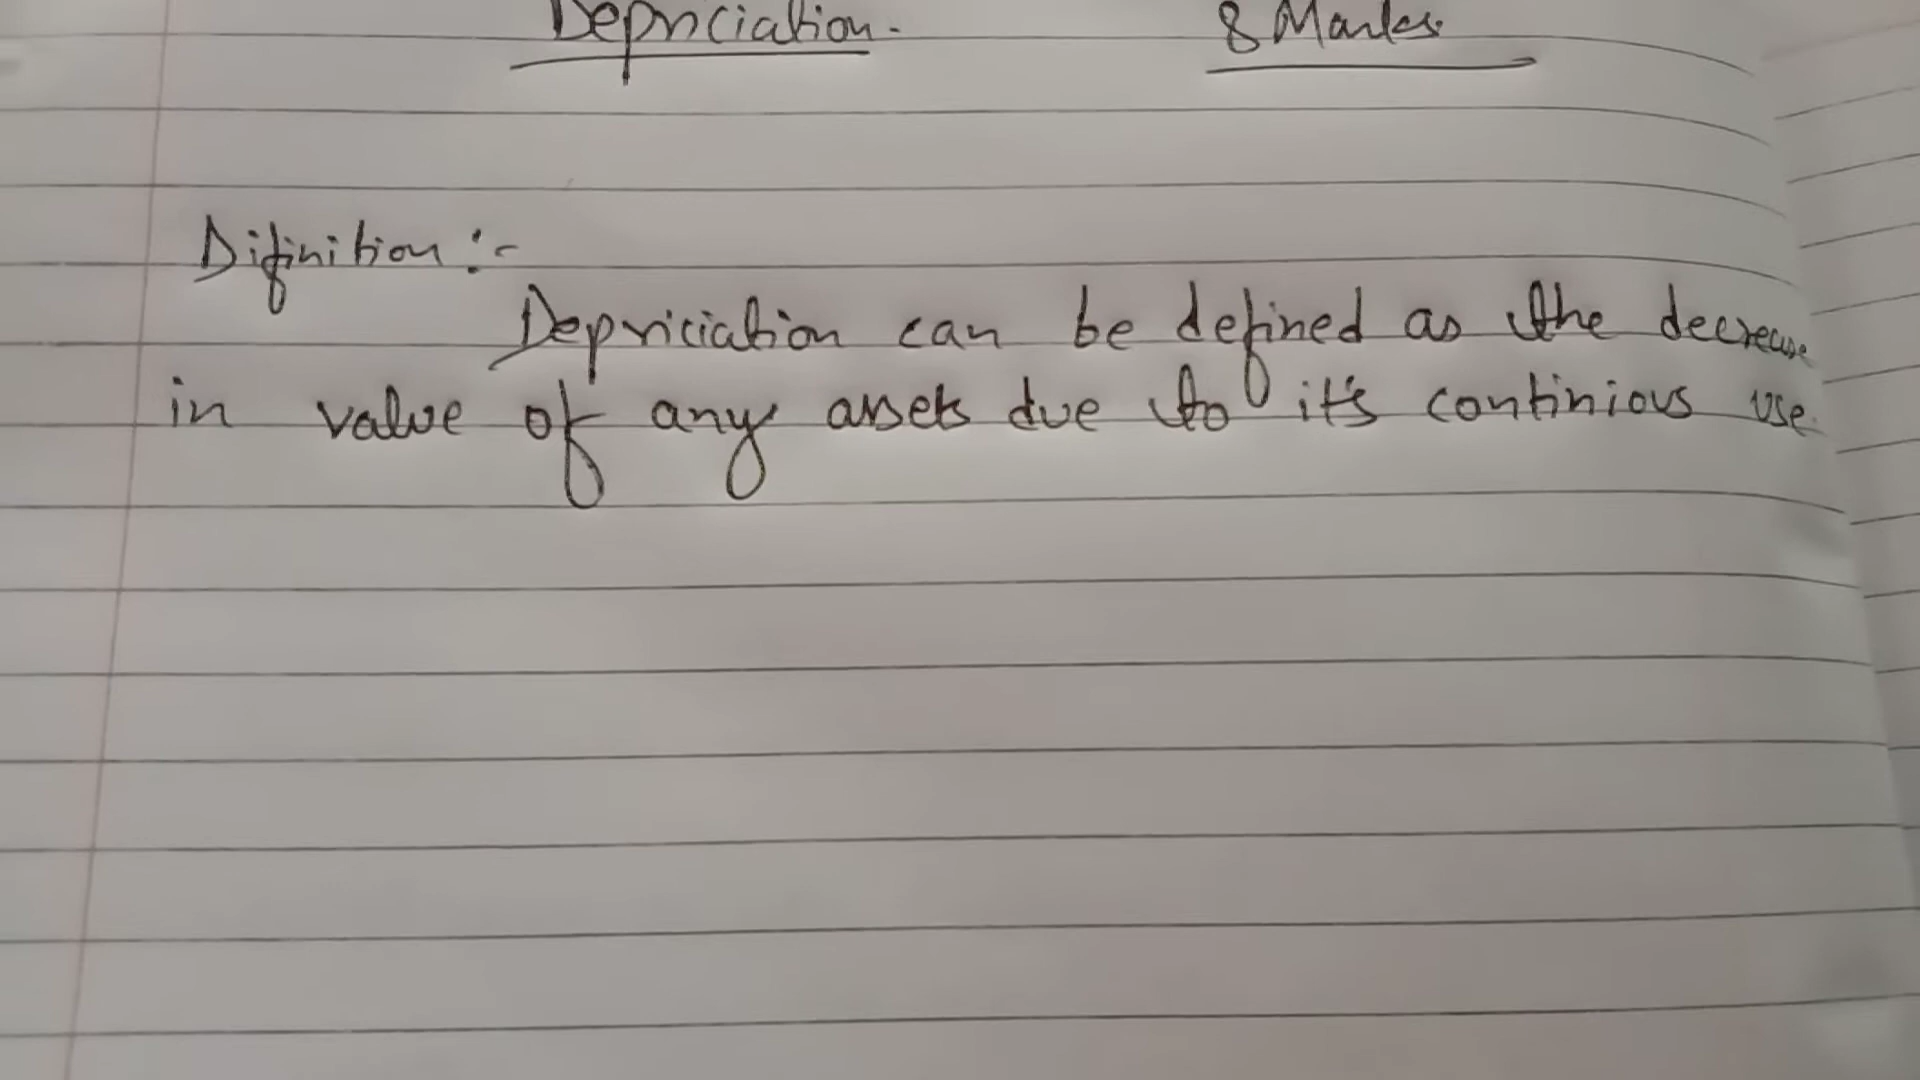 Depriciation. 8 Marks.
Difinition :-
Depriciation can be defined as the decrease
in value of any assets due to it's continious use.